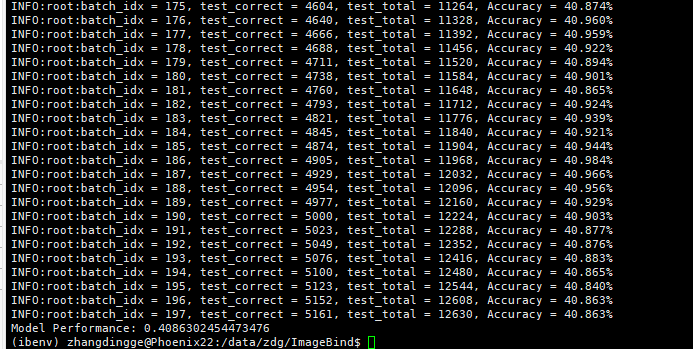 INFO:root:batch_idx = 175, test_correct = 4604, test_total = 11264, Accuracy = 40.874%
INFO:root:batch_idx = 176, test_correct = 4640, test_total = 11328, Accuracy = 40.960%
INFO:root:batch_idx = 177, test_correct = 4666, test_total = 11392, Accuracy = 40.959%
INFO:root:batch_idx = 178, test_correct = 4688, test_total = 11456, Accuracy = 40.922%
INFO:root:batch_idx = 179, test_correct = 4711, test_total = 11520, Accuracy = 40.894%
INFO:root:batch_idx = 180, test_correct = 4738, test_total = 11584, Accuracy = 40.901%
INFO:root:batch_idx = 181, test_correct = 4760, test_total = 11648, Accuracy = 40.865%
INFO:root:batch_idx = 182, test_correct = 4793, test_total = 11712, Accuracy = 40.924%
INFO:root:batch_idx = 183, test_correct = 4821, test_total = 11776, Accuracy = 40.939%
INFO:root:batch_idx = 184, test_correct = 4845, test_total = 11840, Accuracy = 40.921%
INFO:root:batch_idx = 185, test_correct = 4874, test_total = 11904, Accuracy = 40.944%
INFO:root:batch_idx = 186, test_correct = 4905, test_total = 11968, Accuracy = 40.984%
INFO:root:batch_idx = 187, test_correct = 4929, test_total = 12032, Accuracy = 40.966%
INFO:root:batch_idx = 188, test_correct = 4954, test_total = 12096, Accuracy = 40.956%
INFO:root:batch_idx = 189, test_correct = 4977, test_total = 12160, Accuracy = 40.929%
INFO:root:batch_idx = 190, test_correct = 5000, test_total = 12224, Accuracy = 40.903%
INFO:root:batch_idx = 191, test_correct = 5023, test_total = 12288, Accuracy = 40.877%
INFO:root:batch_idx = 192, test_correct = 5049, test_total = 12352, Accuracy = 40.876%
INFO:root:batch_idx = 193, test_correct = 5076, test_total = 12416, Accuracy = 40.883%
INFO:root:batch_idx = 194, test_correct = 5100, test_total = 12480, Accuracy = 40.865%
INFO:root:batch_idx = 195, test_correct = 5123, test_total = 12544, Accuracy = 40.840%
INFO:root:batch_idx = 196, test_correct = 5152, test_total = 12608, Accuracy = 40.863%
INFO:root:batch_idx = 197, test_correct = 5161, test_total = 12630, Accuracy = 40.863%
Model Performance: 0.4086302454473476
(ibenv) zhangdingge@Phoenix22:/data/zdg/ImageBind$